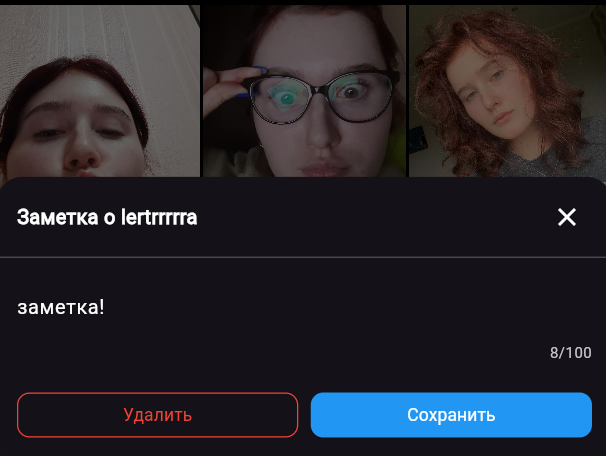 Заметка о lertrrrrra
заметка!
8/100
Удалить
Сохранить